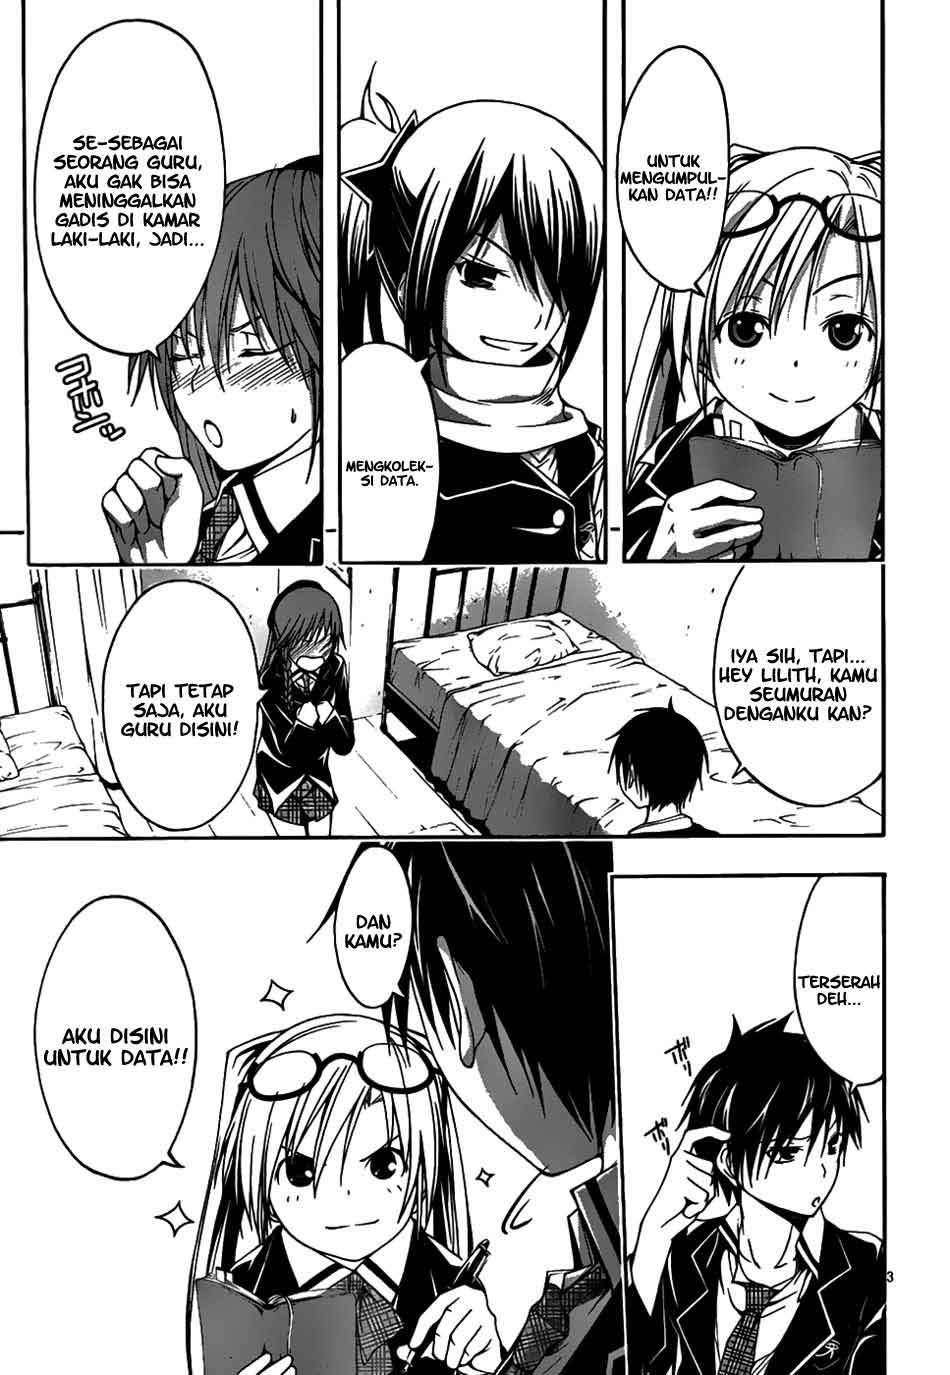 UNTUK
MENGUMPUL-
KAN DATA!!
MENGKOLEK-
SI DATA.
SE-SEBAGAI
SEORANG GURU,
AKU GAK BISA
MENINGGALKAN
GADIS DI KAMAR
LAKI-LAKI, JADI...
IYA SIH, TAPI...
HEY LILITH, KAMU
SEUMURAN
DENGANKU KAN?
TAPI TETAP
SAJA, AKU
GURU DISINI!
TERSERAH
DEH...
ボ
ボ
DAN
KAMU?
AKU DISINI
UNTUK DATA!!
3